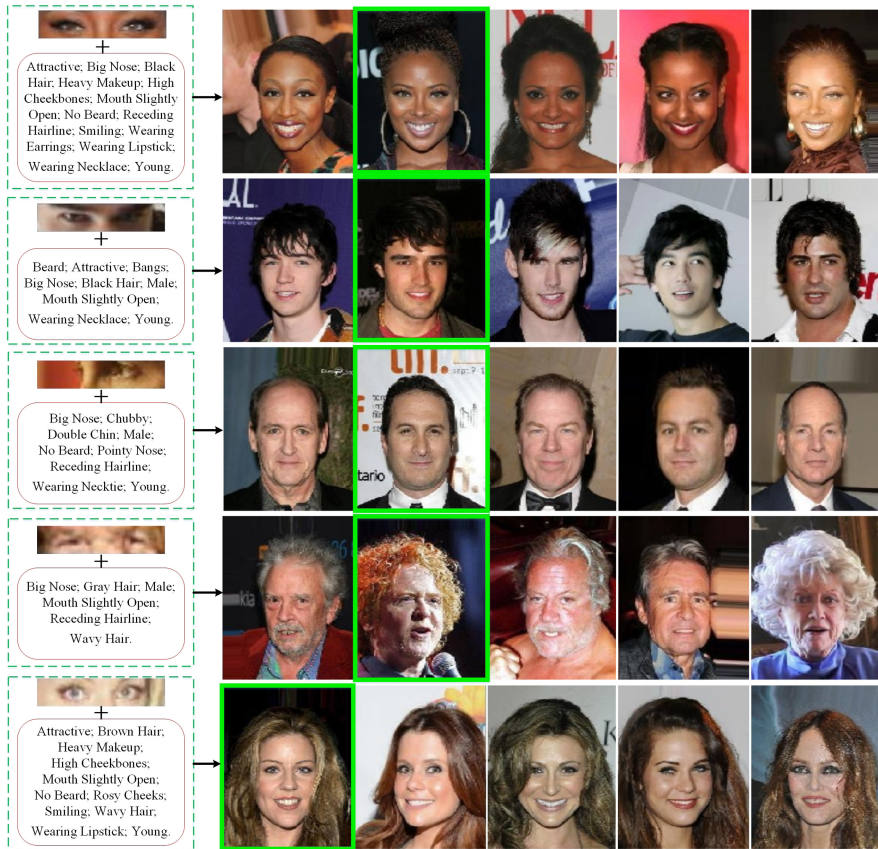 +
Attractive; Big Nose; Black
Hair; Heavy Makeup; High
Cheekbones; Mouth Slightly
Open; No Beard; Receding
Hairline; Smiling; Wearing
Earrings; Wearing Lipstick;
Wearing Necklace; Young.
+
Beard; Attractive; Bangs;
Big Nose; Black Hair; Male;
Mouth Slightly Open;
Wearing Necklace; Young.
+
Big Nose; Chubby;
Double Chin; Male;
No Beard; Pointy Nose;
Receding Hairline;
Wearing Necktie; Young.
+
Big Nose; Gray Hair; Male;
Mouth Slightly Open;
Receding Hairline;
Wavy Hair.
+
Attractive; Brown Hair;
Heavy Makeup;
High Cheekbones;
Mouth Slightly Open;
No Beard; Rosy Cheeks;
Smiling; Wavy Hair;
Wearing Lipstick; Young.